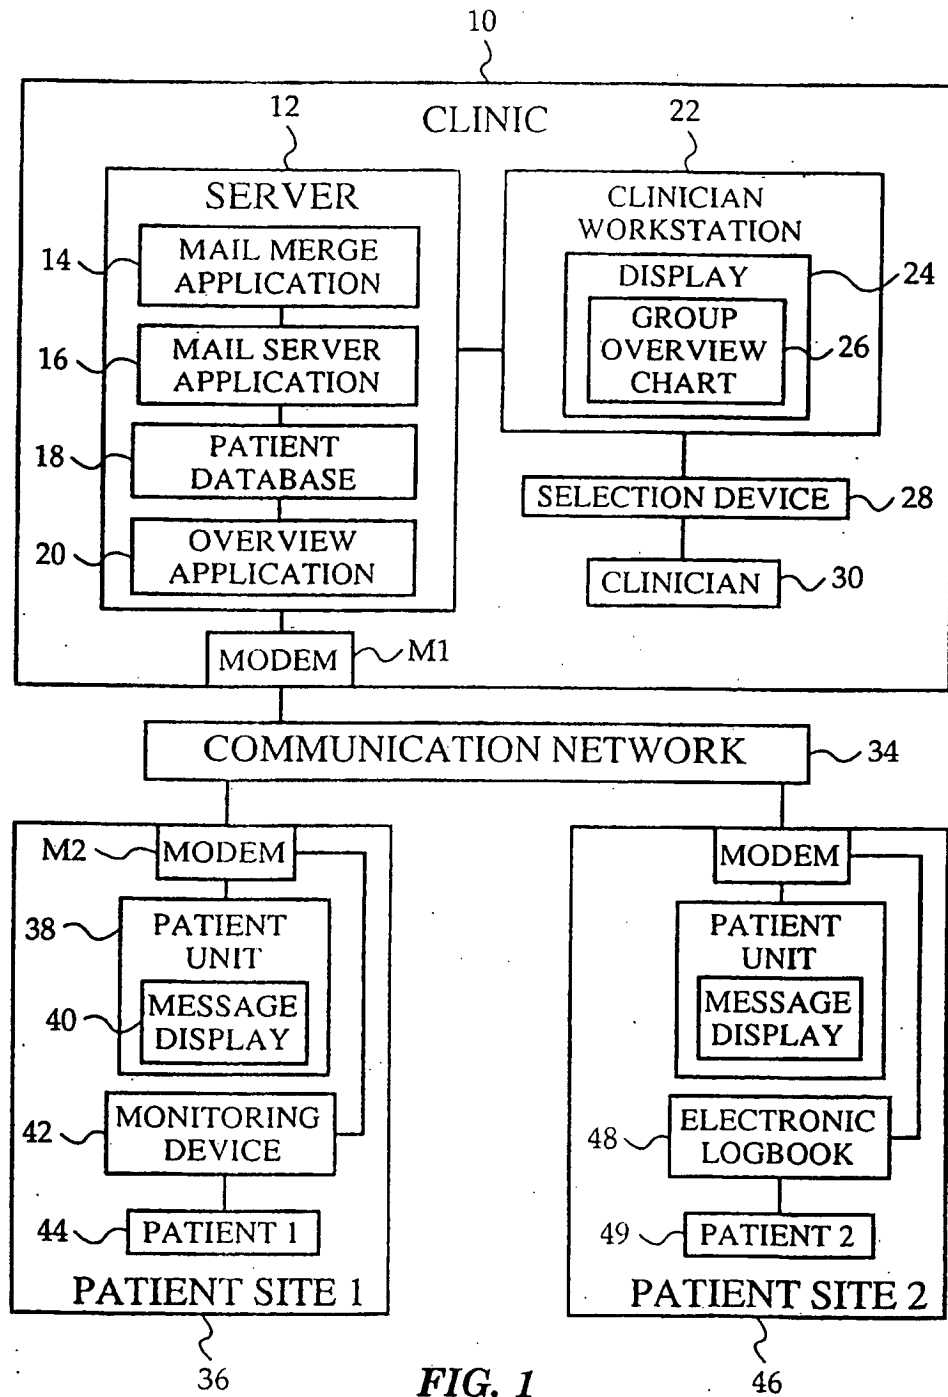 10
CLINIC
12
22
SERVER
CLINICIAN
WORKSTATION
14
MAIL MERGE
APPLICATION
DISPLAY
24
GROUP
OVERVIEW
CHART
26
16
MAIL SERVER
APPLICATION
18
PATIENT
DATABASE
SELECTION DEVICE
28
20
OVERVIEW
APPLICATION
CLINICIAN
30
MODEM
M1
COMMUNICATION NETWORK
34
M2
MODEM
38
PATIENT
UNIT
40
MESSAGE
DISPLAY
42
MONITORING
DEVICE
44
PATIENT 1
PATIENT SITE 1
36
MODEM
PATIENT
UNIT
MESSAGE
DISPLAY
48
ELECTRONIC
LOGBOOK
49
PATIENT 2
PATIENT SITE 2
46
FIG. 1